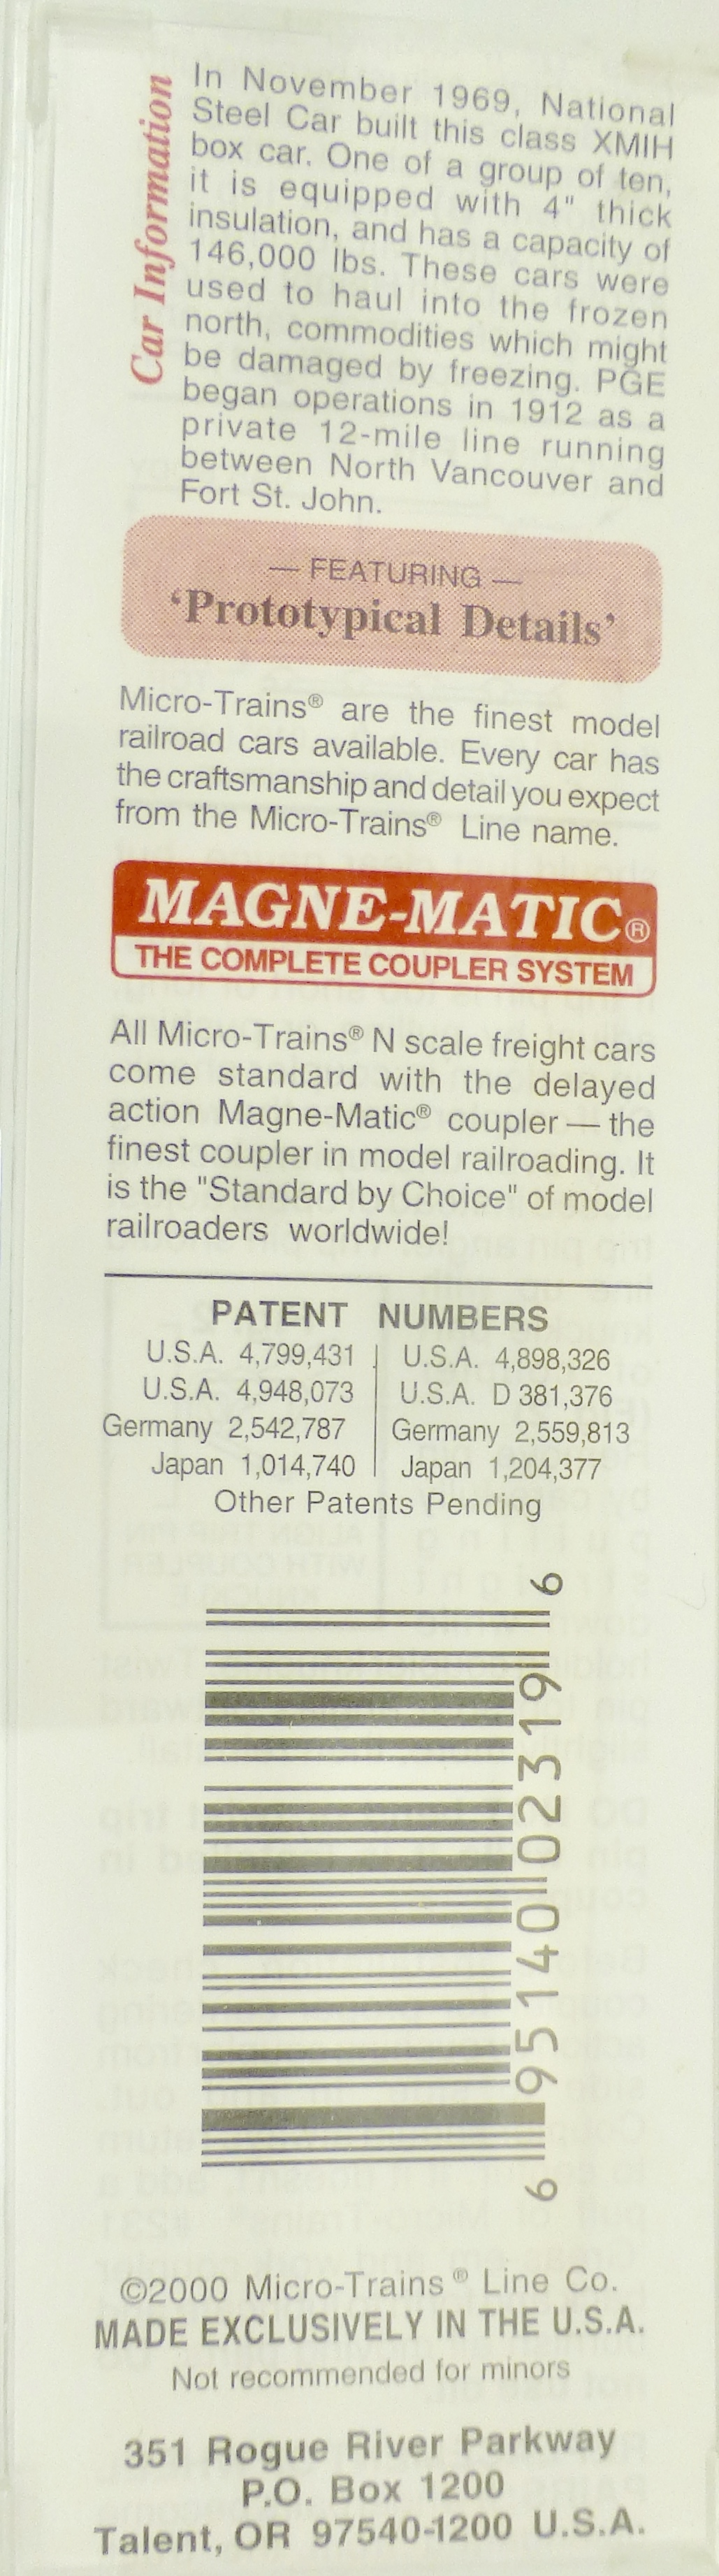 Car Information
In November 1969, National
Steel Car built this class XMIH
box car. One of a group of ten,
it is equipped with 4" thick
insulation, and has a capacity of
146,000 lbs. These cars were
used to haul into the frozen
north, commodities which might
be damaged by freezing. PGE
began operations in 1912 as a
private 12-mile line running
between North Vancouver and
Fort St. John.
— FEATURING —
‘Prototypical Details’
Micro-Trains® are the finest model
railroad cars available. Every car has
the craftsmanship and detail you expect
from the Micro-Trains® Line name.
MAGNE-MATIC®
THE COMPLETE COUPLER SYSTEM
All Micro-Trains® N scale freight cars
come standard with the delayed
action Magne-Matic® coupler — the
finest coupler in model railroading. It
is the "Standard by Choice" of model
railroaders worldwide!
PATENT NUMBERS
U.S.A. 4,799,431 U.S.A. 4,898,326
U.S.A. 4,948,073 U.S.A. D 381,376
Germany 2,542,787 Germany 2,559,813
Japan 1,014,740 Japan 1,204,377
Other Patents Pending
6 95140 02319 6
©2000 Micro-Trains® Line Co.
MADE EXCLUSIVELY IN THE U.S.A.
Not recommended for minors
351 Rogue River Parkway
P.O. Box 1200
Talent, OR 97540-1200 U.S.A.